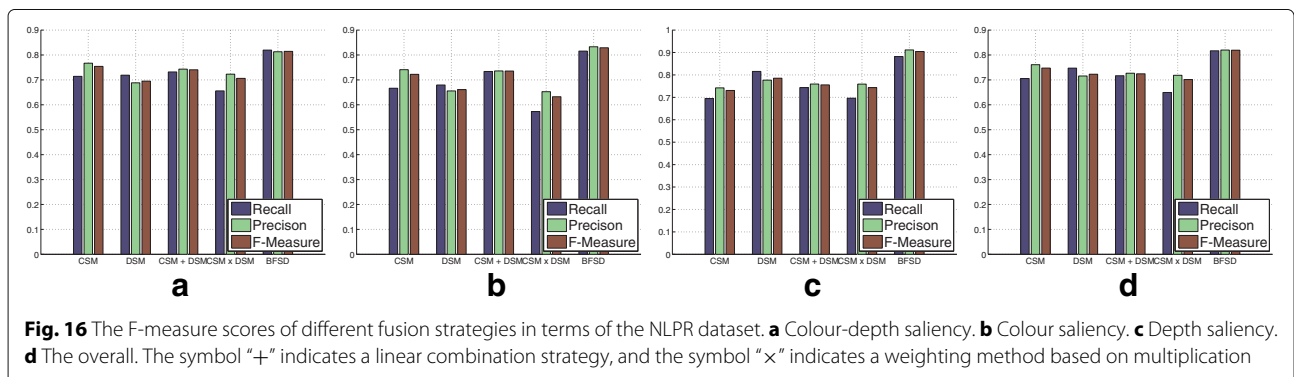 0.9
0.8
0.7
0.6
0.5
0.4
0.3
0.2
0.1
0
CSM DSM CSM + DSM CSM x DSM BFSD
Recall
Precison
F-Measure
a
0.9
0.8
0.7
0.6
0.5
0.4
0.3
0.2
0.1
0
CSM DSM CSM + DSM CSM x DSM BFSD
Recall
Precison
F-Measure
b
1
0.9
0.8
0.7
0.6
0.5
0.4
0.3
0.2
0.1
0
CSM DSM CSM + DSM CSM x DSM BFSD
Recall
Precison
F-Measure
c
0.9
0.8
0.7
0.6
0.5
0.4
0.3
0.2
0.1
0
CSM DSM CSM + DSM CSM x DSM BFSD
Recall
Precison
F-Measure
d
Fig. 16 The F-measure scores of different fusion strategies in terms of the NLPR dataset. a Colour-depth saliency. b Colour saliency. c Depth saliency.
d The overall. The symbol “+” indicates a linear combination strategy, and the symbol “×” indicates a weighting method based on multiplication